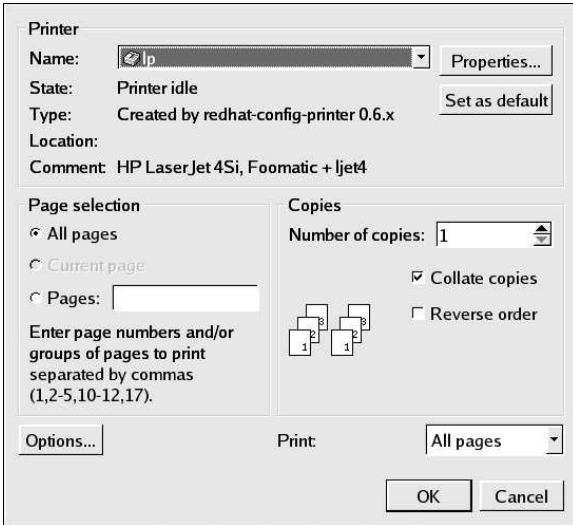 Printer
Name: lp
Properties...
State: Printer idle
Set as default
Type: Created by redhat-config-printer 0.6.x
Location:
Comment: HP LaserJet 4Si, Foomatic + ljet4
Page selection
All pages
Current page
Pages:
Enter page numbers and/or
groups of pages to print
separated by commas
(1,2-5,10-12,17).
Copies
Number of copies: 1
Collate copies
Reverse order
3 3
2 2
1 1
Options...
Print: All pages
OK Cancel